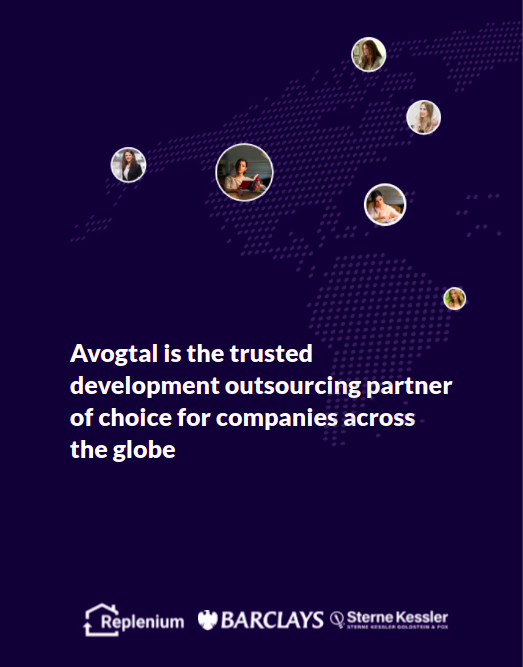 Avogtal is the trusted
development outsourcing partner
of choice for companies across
the globe
Replenium
BARCLAYS
Sterne Kessler
STERNE KESSLER GOLDSTEIN & FOX